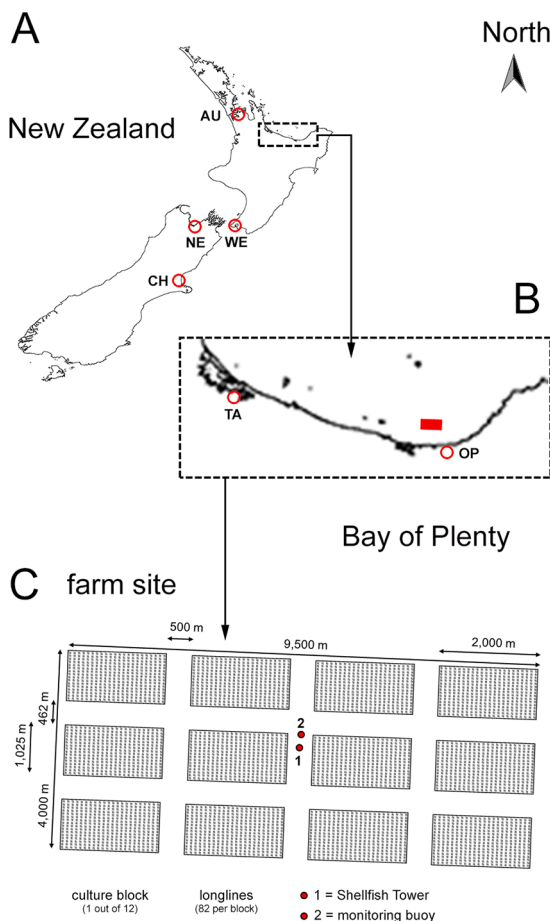 A
North
New Zealand
AU
NE
WE
CH
B
TA
OP
Bay of Plenty
C farm site
500 m
9,500 m
2,000 m
462 m
1,025 m
4,000 m
2
1
culture block
(1 out of 12)
longlines
(82 per block)
1 = Shellfish Tower
2 = monitoring buoy